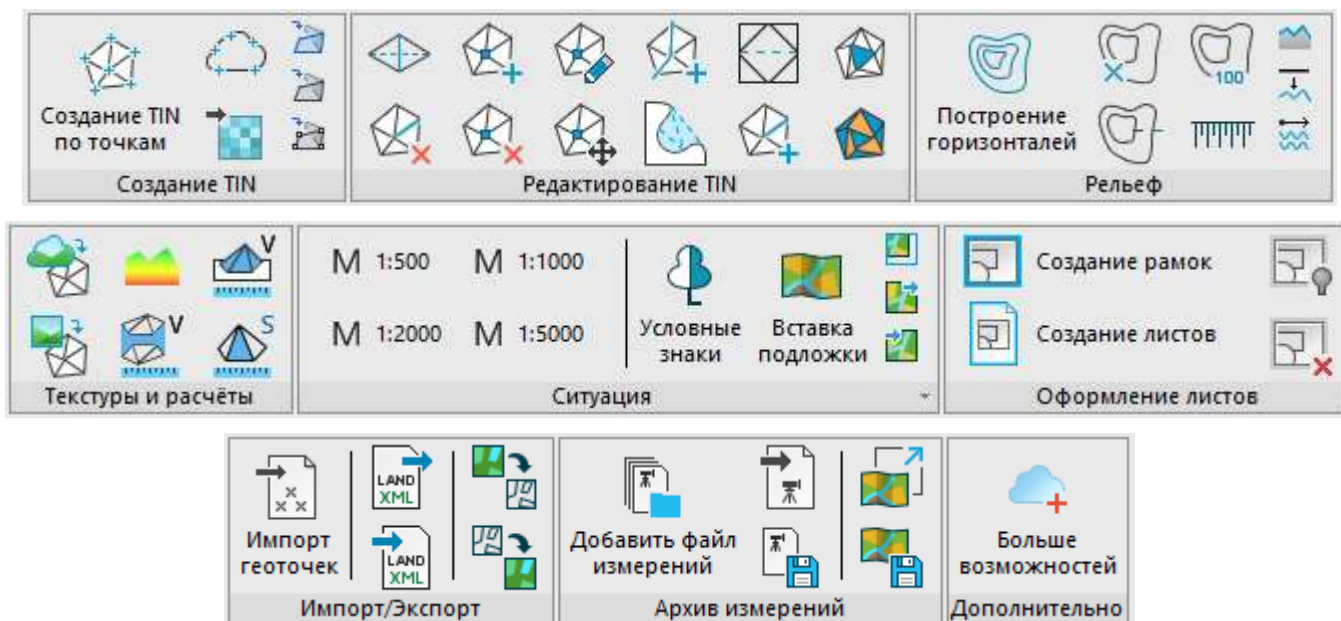 Создание TIN
по точкам
Создание TIN
Редактирование TIN
Построение
горизонталей
100
Рельеф
V
V
S
Текстуры и расчёты
М 1:500
М 1:1000
М 1:2000
М 1:5000
Условные
знаки
Вставка
подложки
Ситуация
Создание рамок
Создание листов
Оформление листов
Импорт
геоточек
LAND
XML
LAND
XML
Импорт/Экспорт
Добавить файл
измерений
Архив измерений
Больше
возможностей
Дополнительно